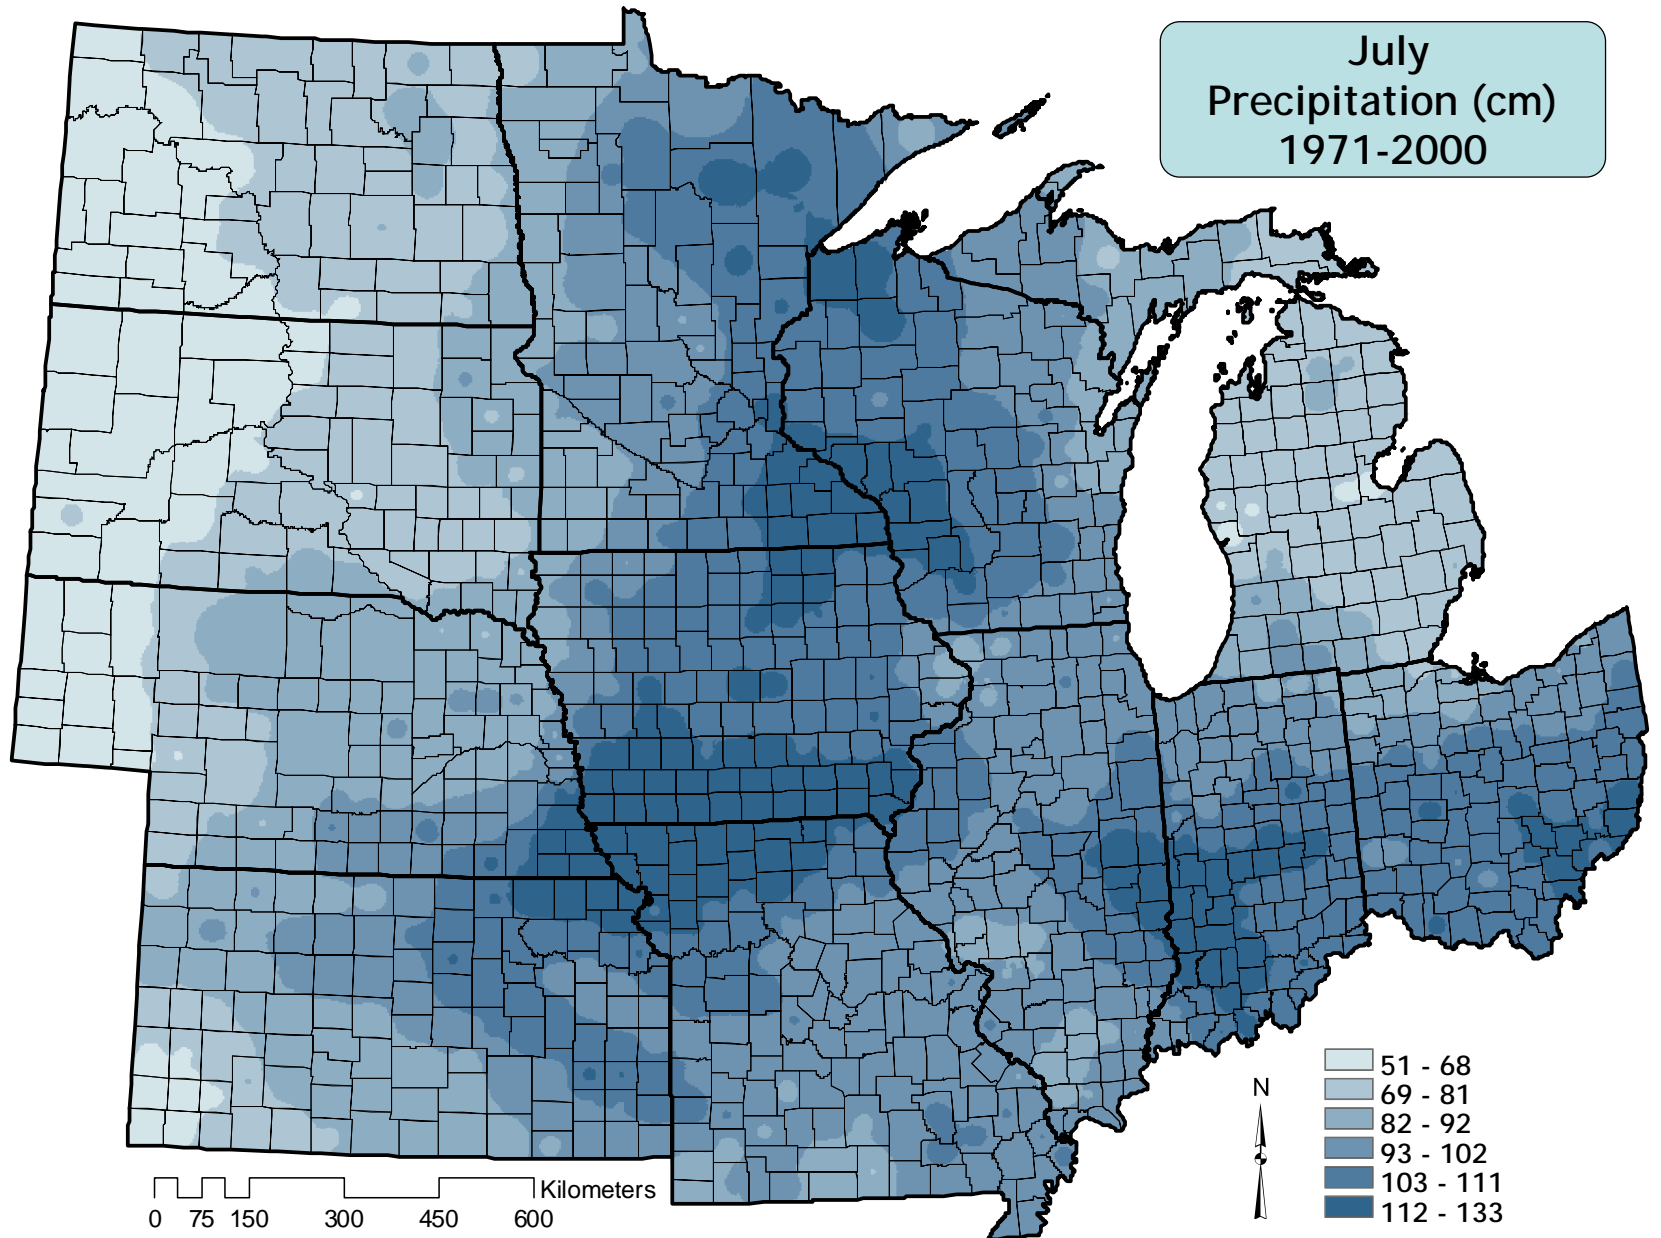 July
Precipitation (cm)
1971-2000
N
51 - 68
69 - 81
82 - 92
93 - 102
103 - 111
112 - 133
Kilometers
0 75 150 300 450 600